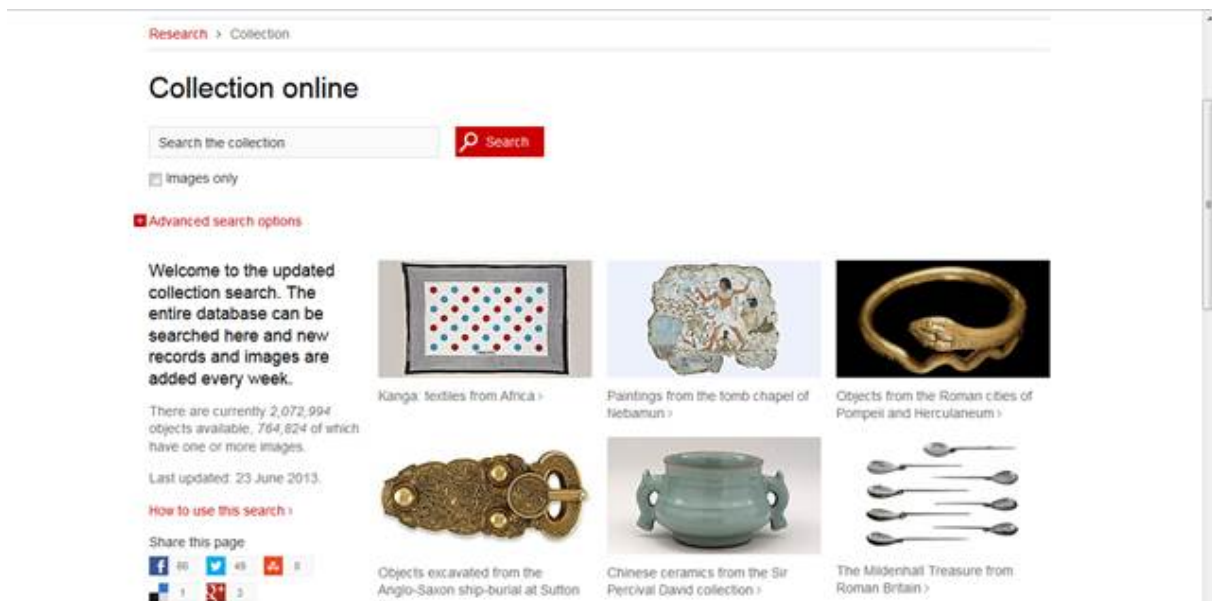 Research › Collection
Collection online
Search the collection
Search
Images only
Advanced search options
Welcome to the updated
collection search. The
entire database can be
searched here and new
records and images are
added every week.
There are currently 2,072,994
objects available, 764,824 of which
have one or more images.
Last updated: 23 June 2013.
How to use this search ›
Share this page
49
1
3
Kanga: textiles from Africa ›
Paintings from the tomb chapel of
Nebamun ›
Objects from the Roman cities of
Pompeii and Herculaneum ›
Objects excavated from the
Anglo-Saxon ship-burial at Sutton
Chinese ceramics from the Sir
Percival David collection ›
The Mildenhall Treasure from
Roman Britain ›